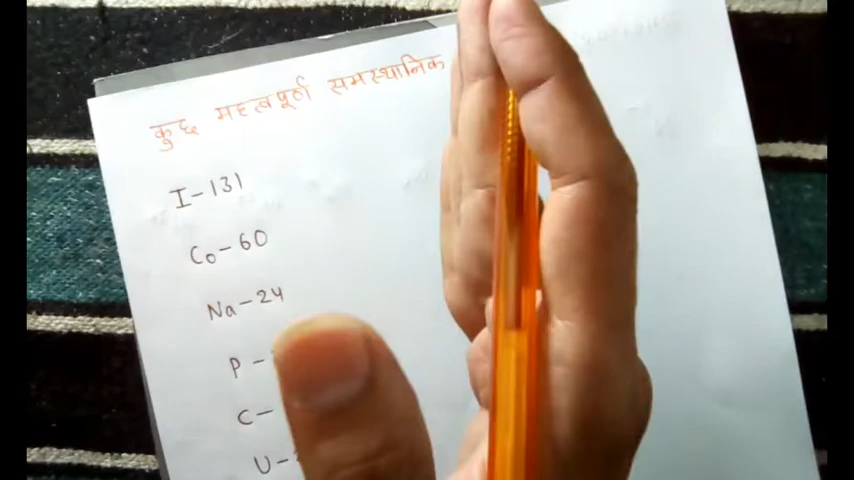 कुछ महत्वपूर्ण समस्थानिक
I-131
Co-60
Na-24
P-
C-
U-